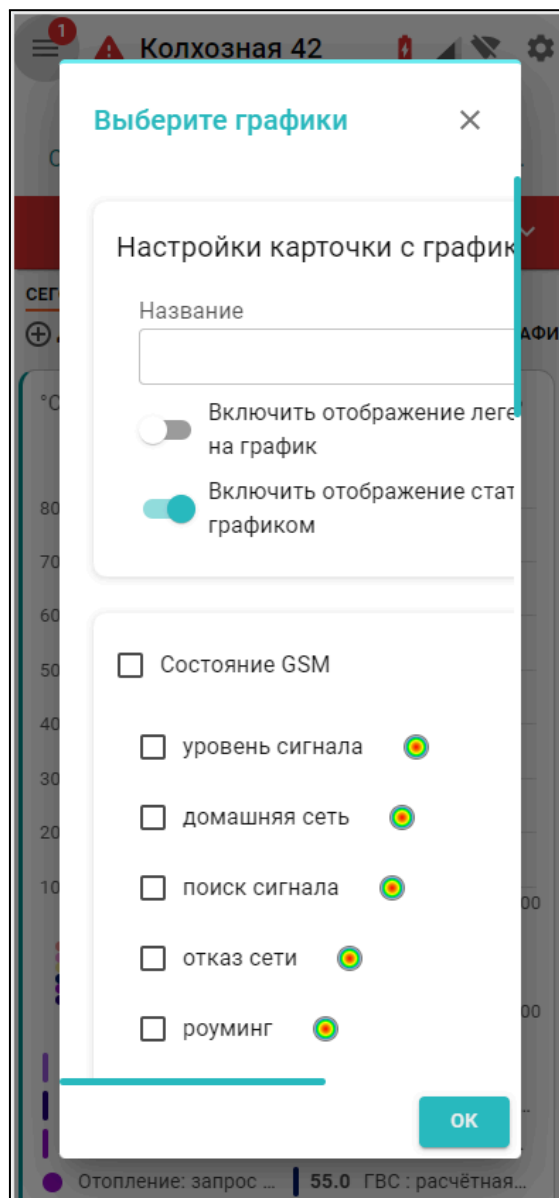 1
Колхозная 42
Выберите графики
Настройки карточки с график
СЕГ
Название
АФИ
°C
Включить отображение леге
на график
80
Включить отображение стат
графиком
70
60
50
Состояние GSM
40
уровень сигнала
30
домашняя сеть
20
10
поиск сигнала
00
отказ сети
00
роуминг
OK
Отопление: запрос ...
55.0 ГВС : расчётная...